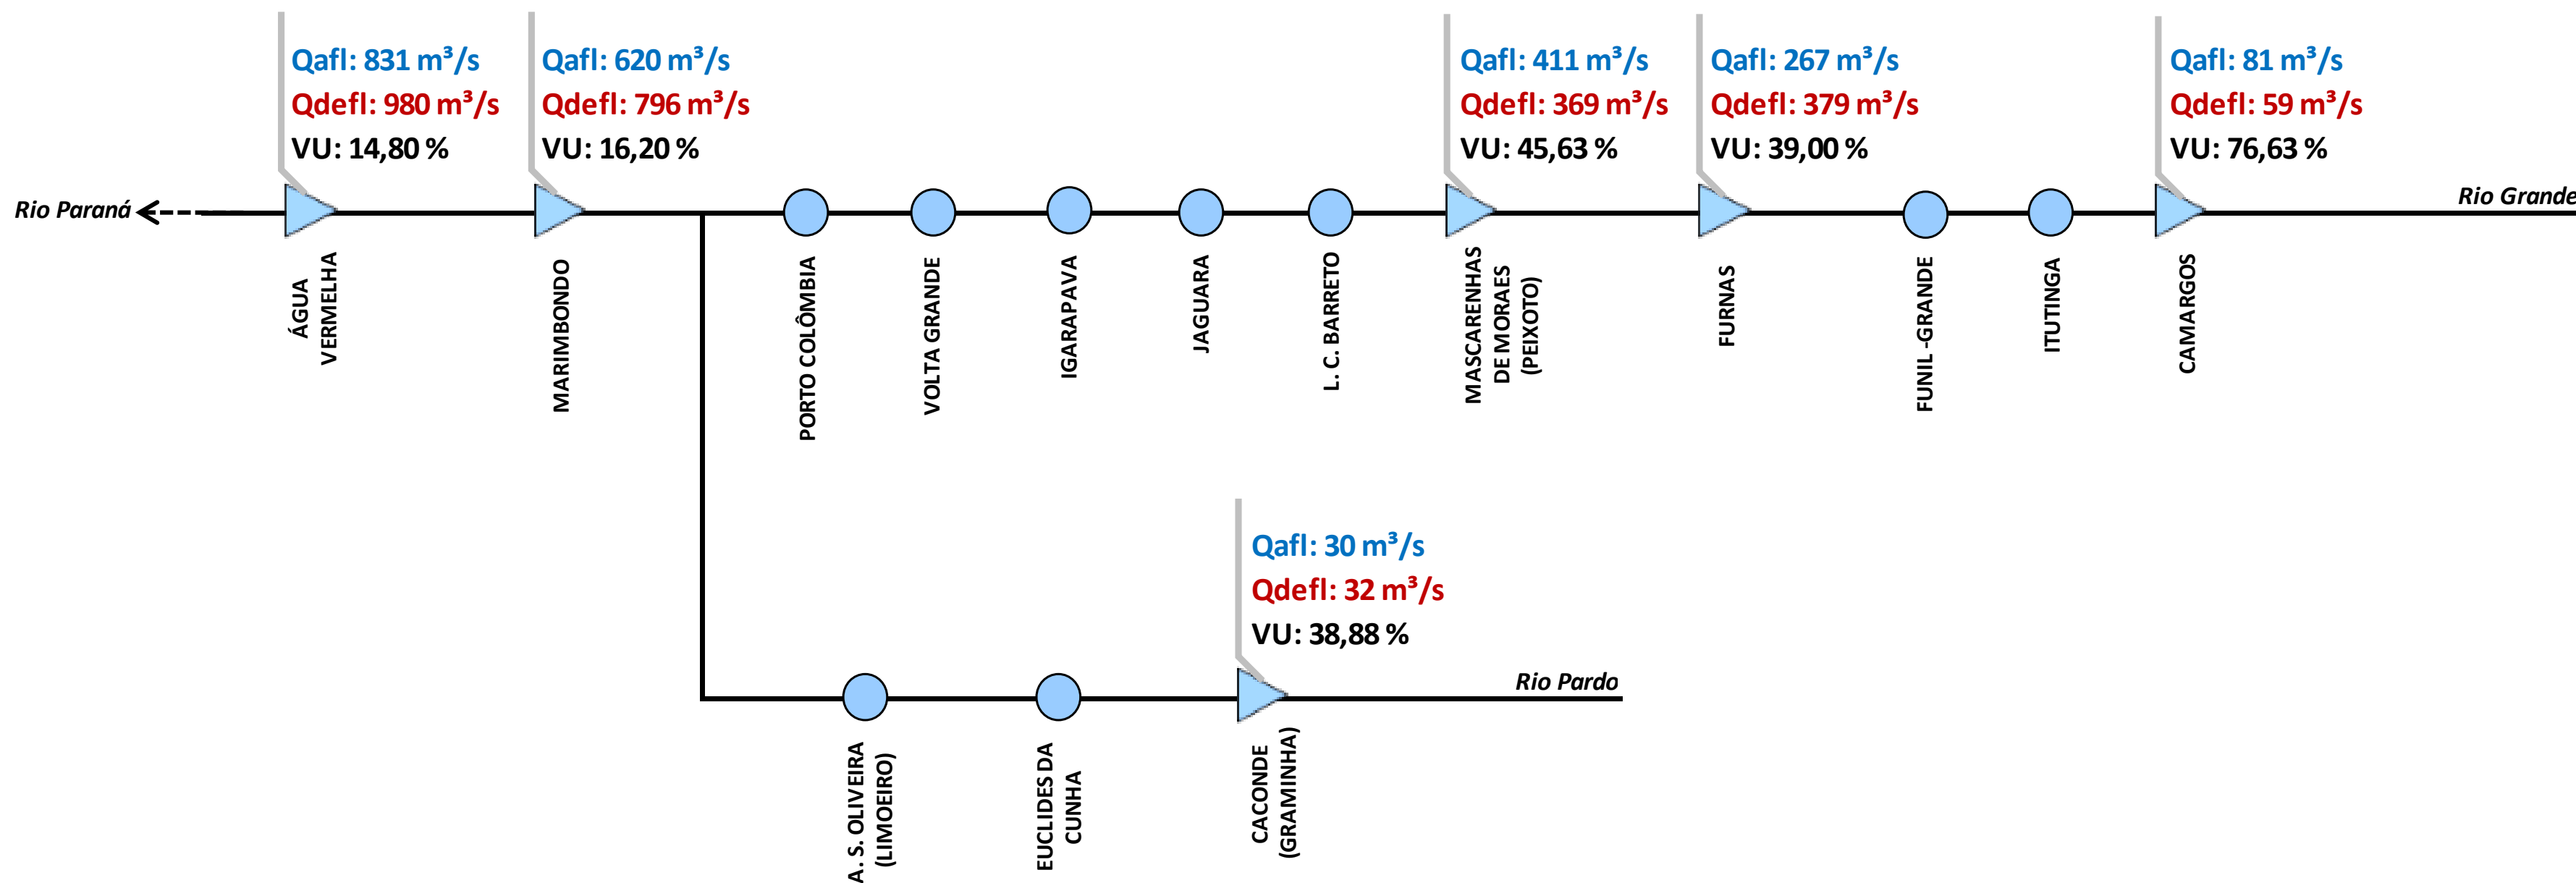 Qafl: 831 m³/s
Qdefl: 980 m³/s
VU: 14,80 %
Qafl: 620 m³/s
Qdefl: 796 m³/s
VU: 16,20 %
Qafl: 411 m³/s
Qdefl: 369 m³/s
VU: 45,63 %
Qafl: 267 m³/s
Qdefl: 379 m³/s
VU: 39,00 %
Qafl: 81 m³/s
Qdefl: 59 m³/s
VU: 76,63 %
Rio Paraná
Rio Grande
ÁGUA
VERMELHA
MARIMBONDO
PORTO COLÔMBIA
VOLTA GRANDE
IGARAPAVA
JAGUARA
L. C. BARRETO
MASCARENHAS
DE MORAES
(PEIXOTO)
FURNAS
FUNIL -GRANDE
ITUTINGA
CAMARGOS
Qafl: 30 m³/s
Qdefl: 32 m³/s
VU: 38,88 %
Rio Pardo
A. S. OLIVEIRA
(LIMOEIRO)
EUCLIDES DA
CUNHA
CACONDE
(GRAMINHA)